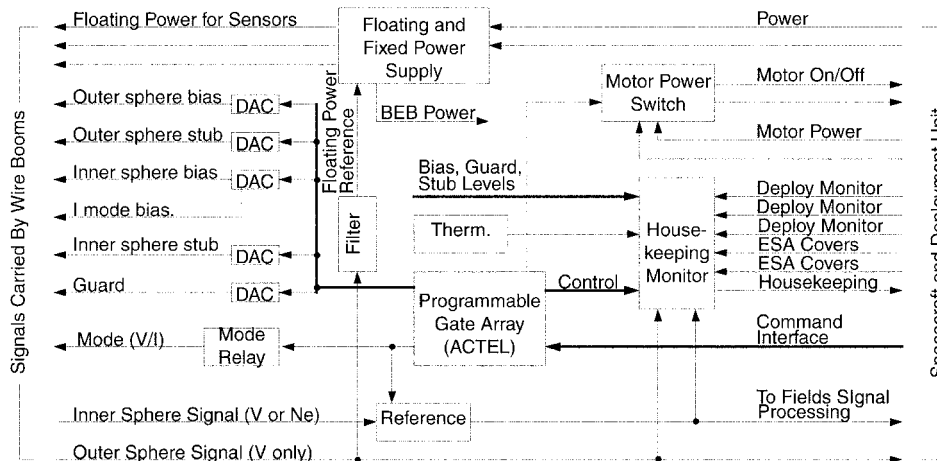 Floating Power for Sensors
Floating and
Fixed Power
Supply
Power
Motor Power
Switch
Motor On/Off
Outer sphere bias
DAC
BEB Power
Motor Power
Outer sphere stub
DAC
Floating Power
Reference
Inner sphere bias
DAC
Bias, Guard,
Stub Levels
Deploy Monitor
I mode bias.
Deploy Monitor
Filter
Therm.
House-
keeping
Monitor
Deploy Monitor
Inner sphere stub
DAC
ESA Covers
ESA Covers
Guard
DAC
Programmable
Gate Array
(ACTEL)
Control
Housekeeping
Mode (V/I)
Mode
Relay
Command
Interface
Inner Sphere Signal (V or Ne)
Reference
To Fields SIgnal
Processing
Outer Sphere Signal (V only)
Signals Carried By Wire Booms
Spacecraft and Deployment Unit